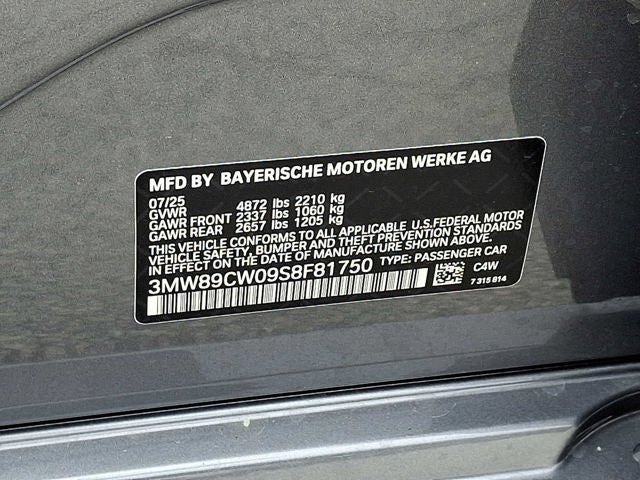 MFD BY BAYERISCHE MOTOREN WERKE AG
07/25
GVWR 4872 lbs 2210 kg
GAWR FRONT 2337 lbs 1060 kg
GAWR REAR 2657 lbs 1205 kg
THIS VEHICLE CONFORMS TO ALL APPLICABLE U.S.FEDERAL MOTOR
VEHICLE SAFETY, BUMPER, AND THEFT PREVENTION STANDARDS
IN EFFECT ON THE DATE OF MANUFACTURE SHOWN ABOVE.
3MW89CW09S8F81750 TYPE: PASSENGER CAR
C4W
7 315 814